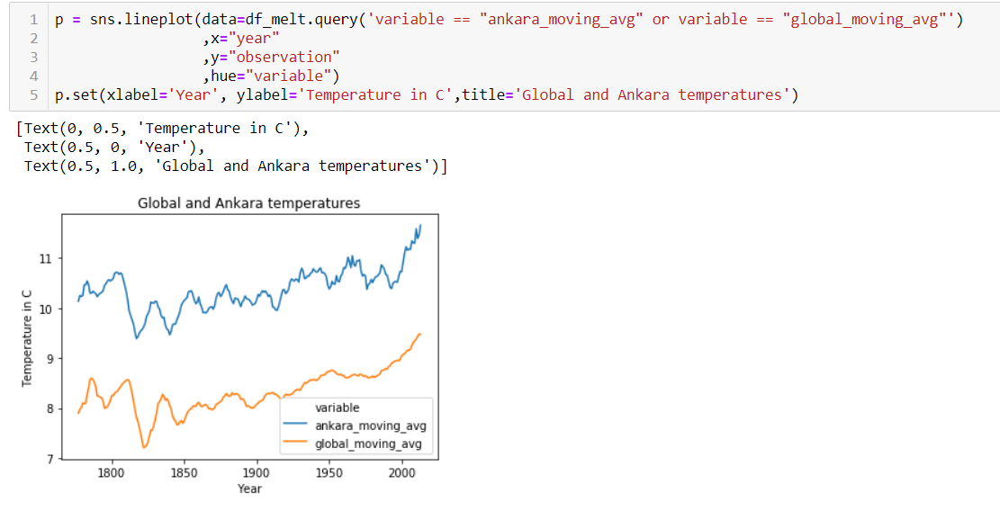 1 p = sns.lineplot(data=df_melt.query('variable == "ankara_moving_avg" or variable == "global_moving_avg"')
2 ,x="year"
3 ,y="observation"
4 ,hue="variable")
5 p.set(xlabel='Year', ylabel='Temperature in C',title='Global and Ankara temperatures')
[Text(0, 0.5, 'Temperature in C'),
Text(0.5, 0, 'Year'),
Text(0.5, 1.0, 'Global and Ankara temperatures')]
Global and Ankara temperatures
Temperature in C
11
10
9
8
7
variable
ankara_moving_avg
global_moving_avg
1800 1850 1900 1950 2000
Year